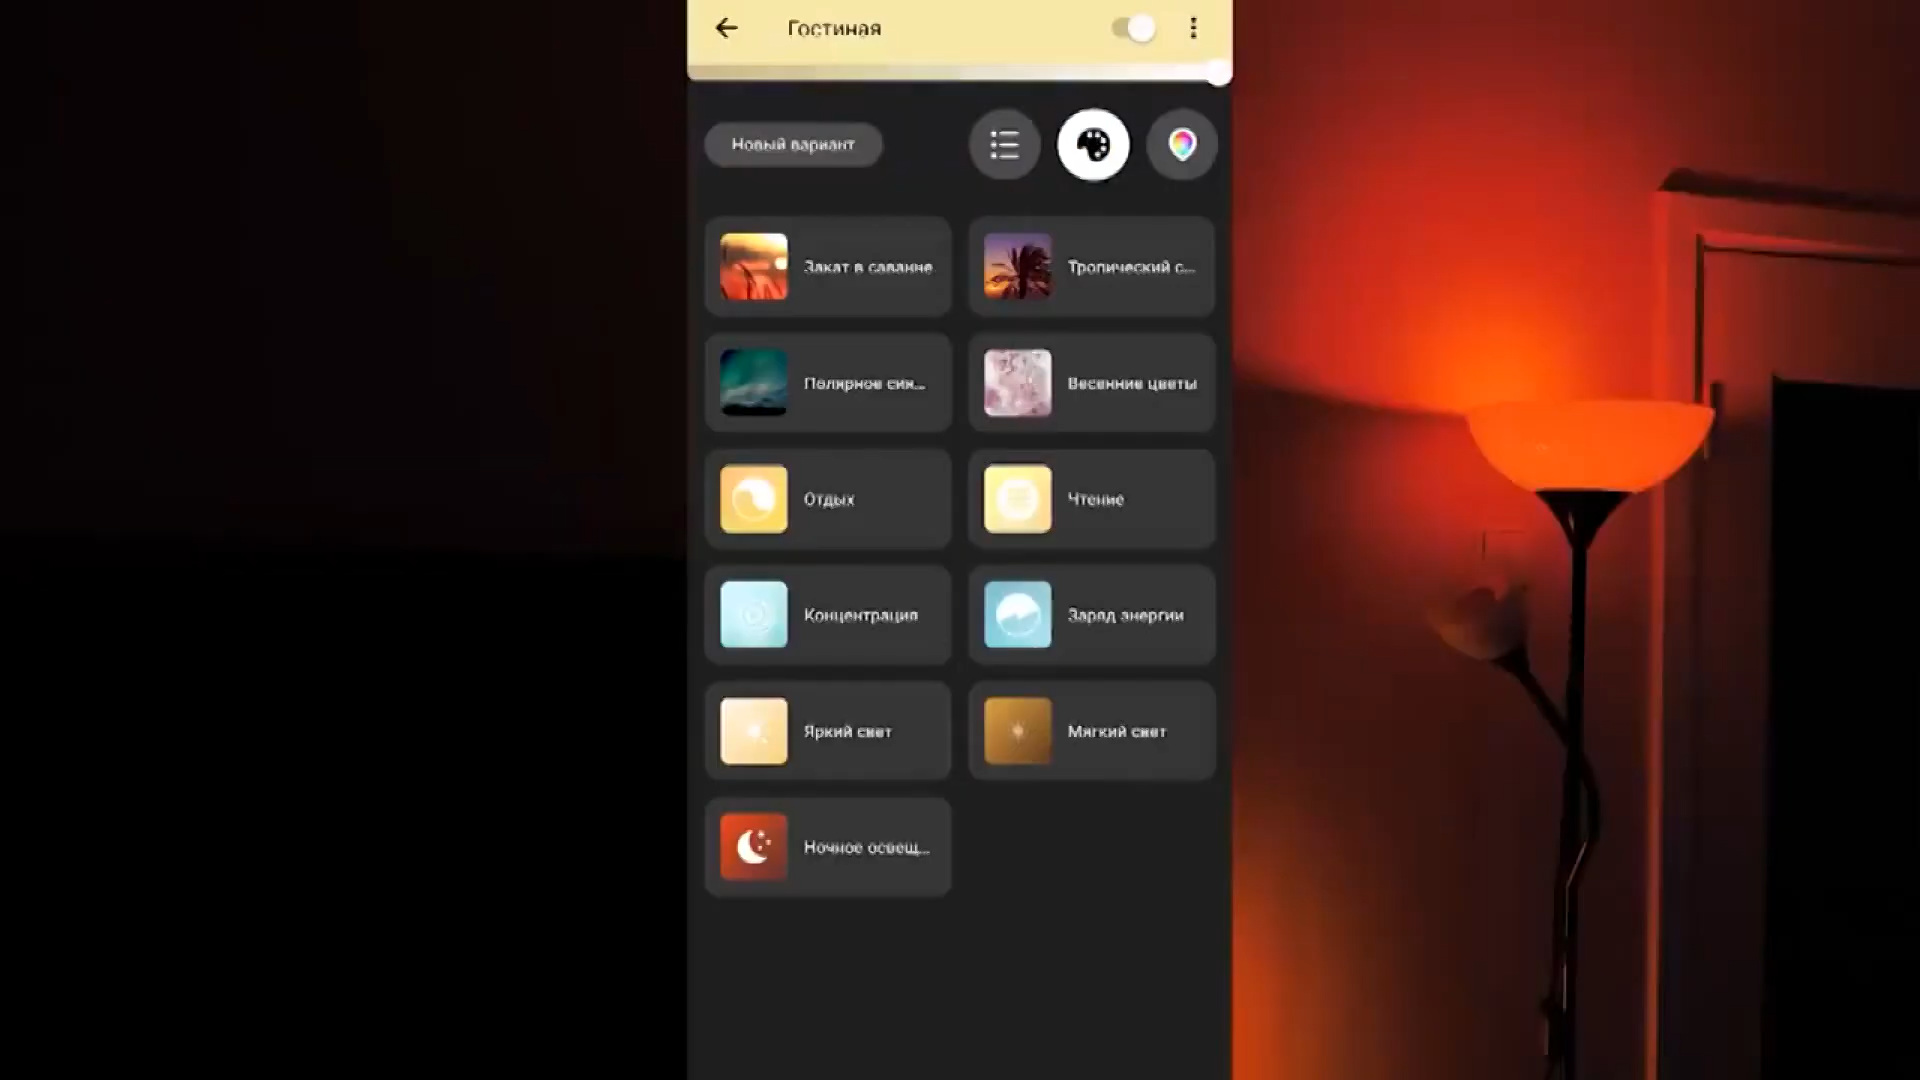 Гостиная
Новый вариант
Закат в саванне
Тропический с...
Полярное сия...
Весенние цветы
Отдых
Чтение
Концентрация
Заряд энергии
Яркий свет
Мягкий свет
Ночное освещ...